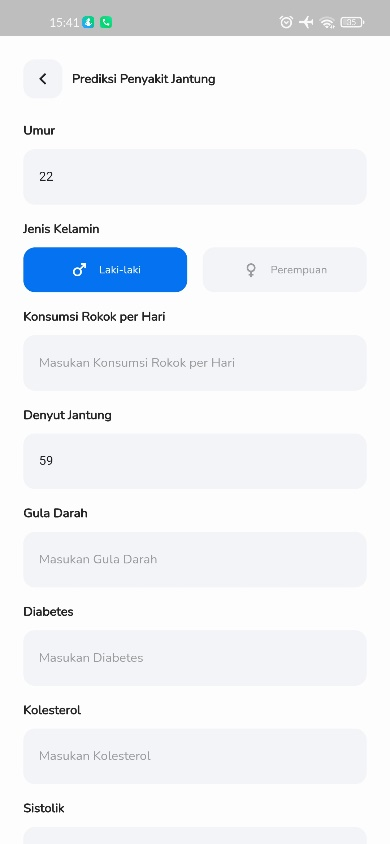 15:41
Prediksi Penyakit Jantung
Umur
22
Jenis Kelamin
Laki-laki
Perempuan
Konsumsi Rokok per Hari
Masukan Konsumsi Rokok per Hari
Denyut Jantung
59
Gula Darah
Masukan Gula Darah
Diabetes
Masukan Diabetes
Kolesterol
Masukan Kolesterol
Sistolik